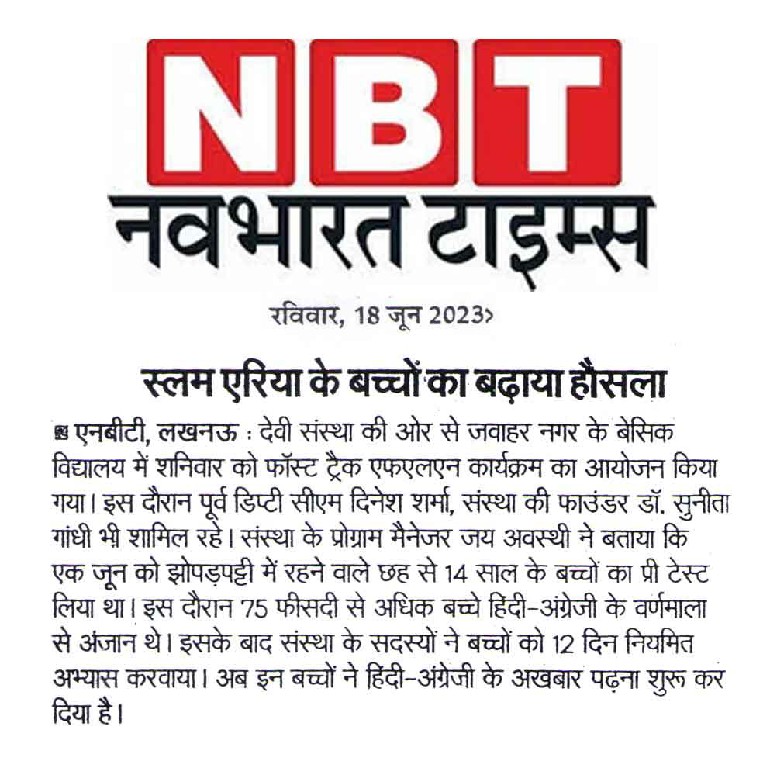 NBT
नवभारत टाइम्स
रविवार, 18 जून 2023>
स्लम एरिया के बच्चों का बढ़ाया हौसला
एनबीटी, लखनऊ : देवी संस्था की ओर से जवाहर नगर के बेसिक
विद्यालय में शनिवार को फॉस्ट ट्रैक एफएलएन कार्यक्रम का आयोजन किया
गया। इस दौरान पूर्व डिप्टी सीएम दिनेश शर्मा, संस्था की फाउंडर डॉ. सुनीता
गांधी भी शामिल रहे। संस्था के प्रोग्राम मैनेजर जय अवस्थी ने बताया कि
एक जून को झोपड़पट्टी में रहने वाले छह से 14 साल के बच्चों का प्री टेस्ट
लिया था। इस दौरान 75 फीसदी से अधिक बच्चे हिंदी-अंग्रेजी के वर्णमाला
से अंजान थे। इसके बाद संस्था के सदस्यों ने बच्चों को 12 दिन नियमित
अभ्यास करवाया। अब इन बच्चों ने हिंदी-अंग्रेजी के अखबार पढ़ना शुरू कर
दिया है।